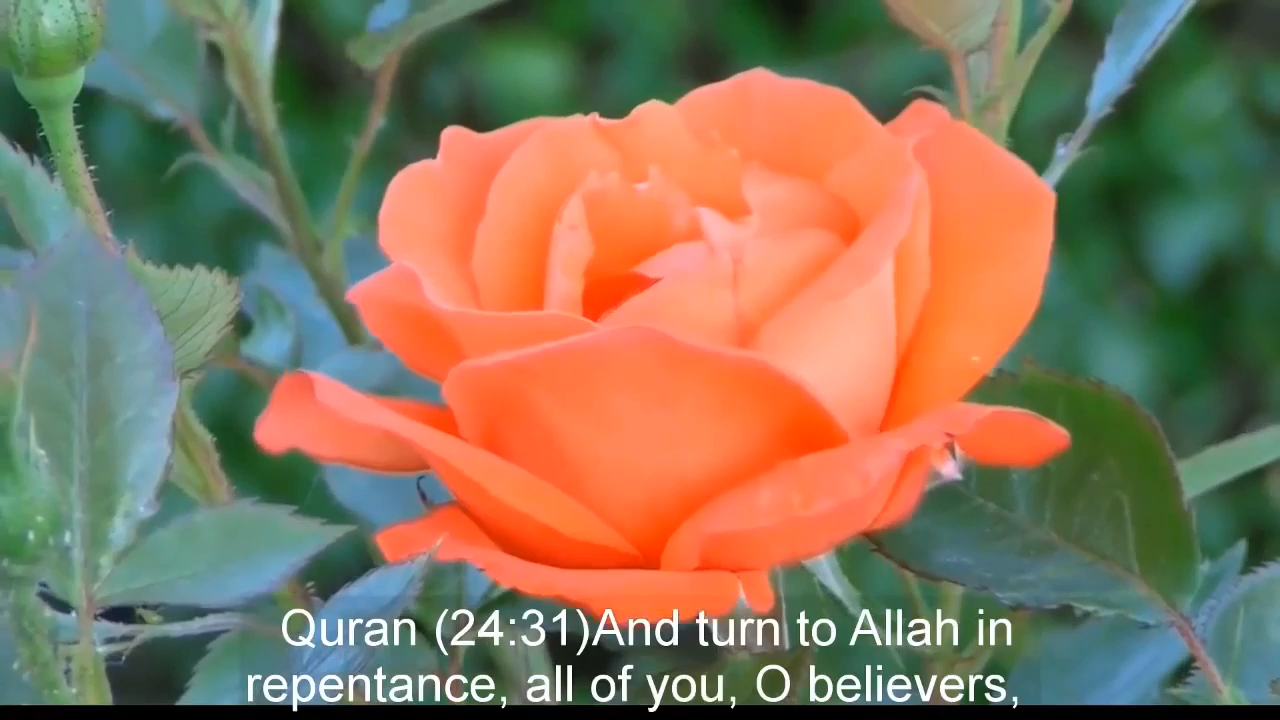 Quran (24:31)And turn to Allah in
repentance, all of you, O believers,